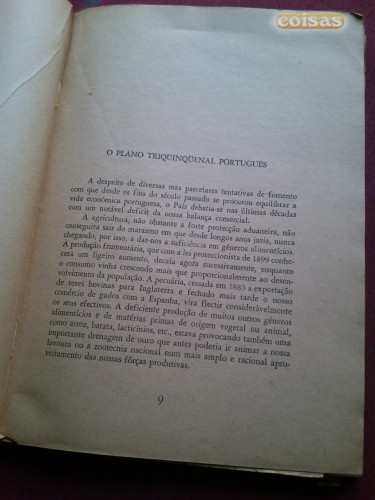 coisas
O PLANO TRIQUINQUENAL PORTUGUÊS
A despeito de diversas mas parcelares tentativas de fomento
com que desde os fins do século passado se procurou equilibrar a
vida económica portuguesa, o País debatia-se nas últimas décadas
com um notável deficit da nossa balança comercial.
A agricultura, não obstante a forte protecção aduaneira, não
conseguira sair do marasmo em que desde longos anos jazia, nunca
chegando, por isso, a dar-nos a suficiência em géneros alimentícios.
A produção frumentária, que com a lei proteccionista de 1899 conhe-
cera um ligeiro aumento, decaía agora sucessivamente, enquanto
o consumo vinha crescendo mais que proporcionalmente ao desen-
volvimento da população. A pecuária, cessada em 1885 a exportação
de reses bovinas para Inglaterra e fechado mais tarde o nosso
comércio de gados com a Espanha, vira flectir consideràvelmente
os seus efectivos. A deficiente produção de muitos outros géneros
alimentícios e de matérias primas de origem vegetal ou animal,
como arroz, batata, lacticínios, etc., estava provocando também uma
importante drenagem de ouro que antes poderia ir animar a nossa
lavoura ou a zootecnia nacional num mais amplo e racional apro-
veitamento das nossas fôrças produtivas.
9